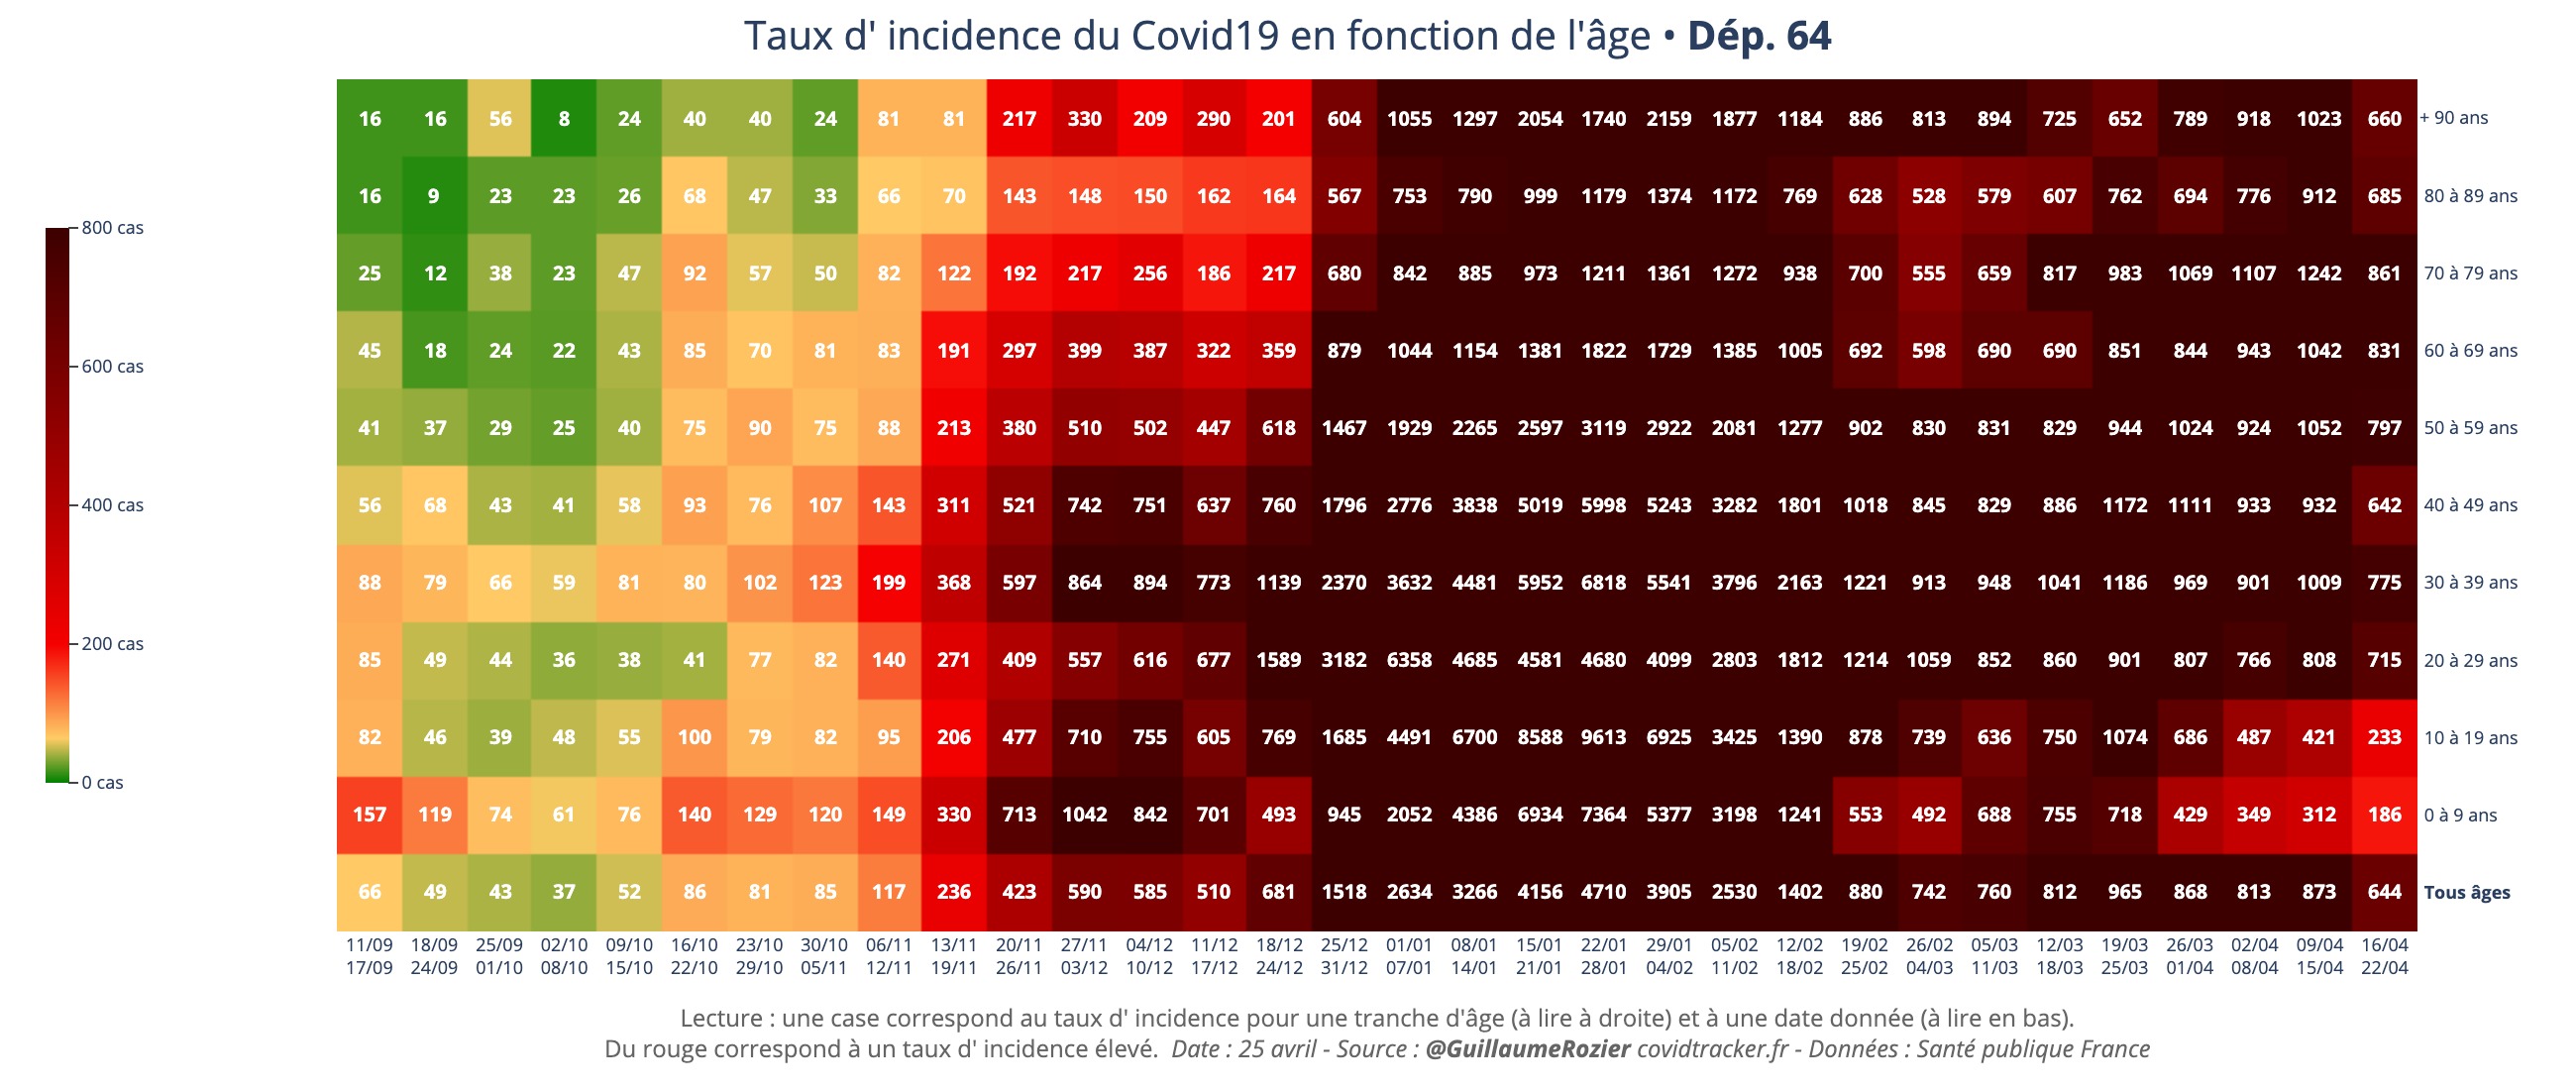 Taux d' incidence du Covid19 en fonction de l'âge • Dép. 64
800 cas
600 cas
400 cas
200 cas
0 cas
16 16 56 8 24 40 40 24 81 81 217 330 209 290 201 604 1055 1297 2054 1740 2159 1877 1184 886 813 894 725 652 789 918 1023 660 + 90 ans
16 9 23 23 26 68 47 33 66 70 143 148 150 162 164 567 753 790 999 1179 1374 1172 769 628 528 579 607 762 694 776 912 685 80 à 89 ans
25 12 38 23 47 92 57 50 82 122 192 217 256 186 217 680 842 885 973 1211 1361 1272 938 700 555 659 817 983 1069 1107 1242 861 70 à 79 ans
45 18 24 22 43 85 70 81 83 191 297 399 387 322 359 879 1044 1154 1381 1822 1729 1385 1005 692 598 690 690 851 844 943 1042 831 60 à 69 ans
41 37 29 25 40 75 90 75 88 213 380 510 502 447 618 1467 1929 2265 2597 3119 2922 2081 1277 902 830 831 829 944 1024 924 1052 797 50 à 59 ans
56 68 43 41 58 93 76 107 143 311 521 742 751 637 760 1796 2776 3838 5019 5998 5243 3282 1801 1018 845 829 886 1172 1111 933 932 642 40 à 49 ans
88 79 66 59 81 80 102 123 199 368 597 864 894 773 1139 2370 3632 4481 5952 6818 5541 3796 2163 1221 913 948 1041 1186 969 901 1009 775 30 à 39 ans
85 49 44 36 38 41 77 82 140 271 409 557 616 677 1589 3182 6358 4685 4581 4680 4099 2803 1812 1214 1059 852 860 901 807 766 808 715 20 à 29 ans
82 46 39 48 55 100 79 82 95 206 477 710 755 605 769 1685 4491 6700 8588 9613 6925 3425 1390 878 739 636 750 1074 686 487 421 233 10 à 19 ans
157 119 74 61 76 140 129 120 149 330 713 1042 842 701 493 945 2052 4386 6934 7364 5377 3198 1241 553 492 688 755 718 429 349 312 186 0 à 9 ans
66 49 43 37 52 86 81 85 117 236 423 590 585 510 681 1518 2634 3266 4156 4710 3905 2530 1402 880 742 760 812 965 868 813 873 644 Tous âges
11/09 18/09 25/09 02/10 09/10 16/10 23/10 30/10 06/11 13/11 20/11 27/11 04/12 11/12 18/12 25/12 01/01 08/01 15/01 22/01 29/01 05/02 12/02 19/02 26/02 05/03 12/03 19/03 26/03 02/04 09/04 16/04
17/09 24/09 01/10 08/10 15/10 22/10 29/10 05/11 12/11 19/11 26/11 03/12 10/12 17/12 24/12 31/12 07/01 14/01 21/01 28/01 04/02 11/02 18/02 25/02 04/03 11/03 18/03 25/03 01/04 08/04 15/04 22/04
Lecture : une case correspond au taux d' incidence pour une tranche d'âge (à lire à droite) et à une date donnée (à lire en bas).
Du rouge correspond à un taux d' incidence élevé. Date : 25 avril - Source : @GuillaumeRozier covidtracker.fr - Données : Santé publique France